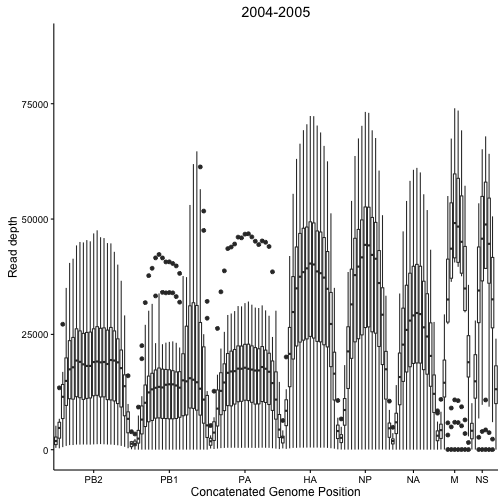 2004-2005
75000
50000
25000
0
Read depth
PB2 PB1 PA HA NP NA M NS
Concatenated Genome Position